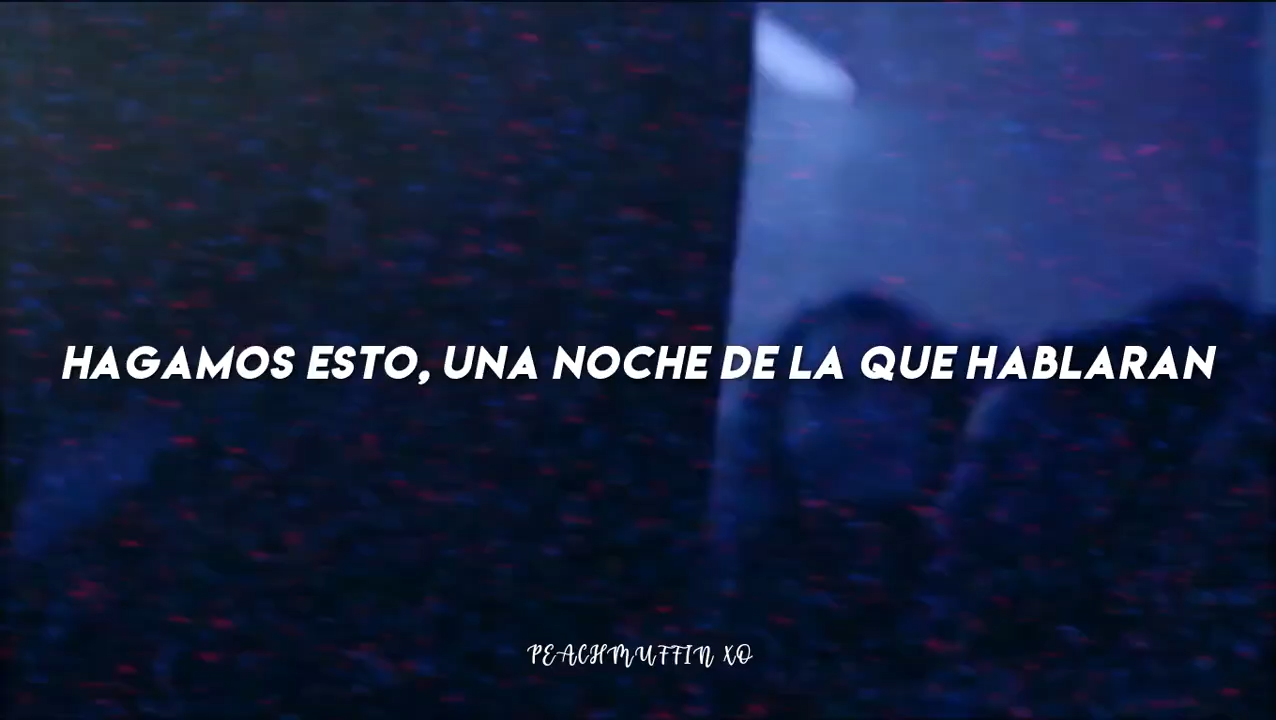 HAGAMOS ESTO, UNA NOCHE DE LA QUE HABLARAN
PEACHMUFFIN XO